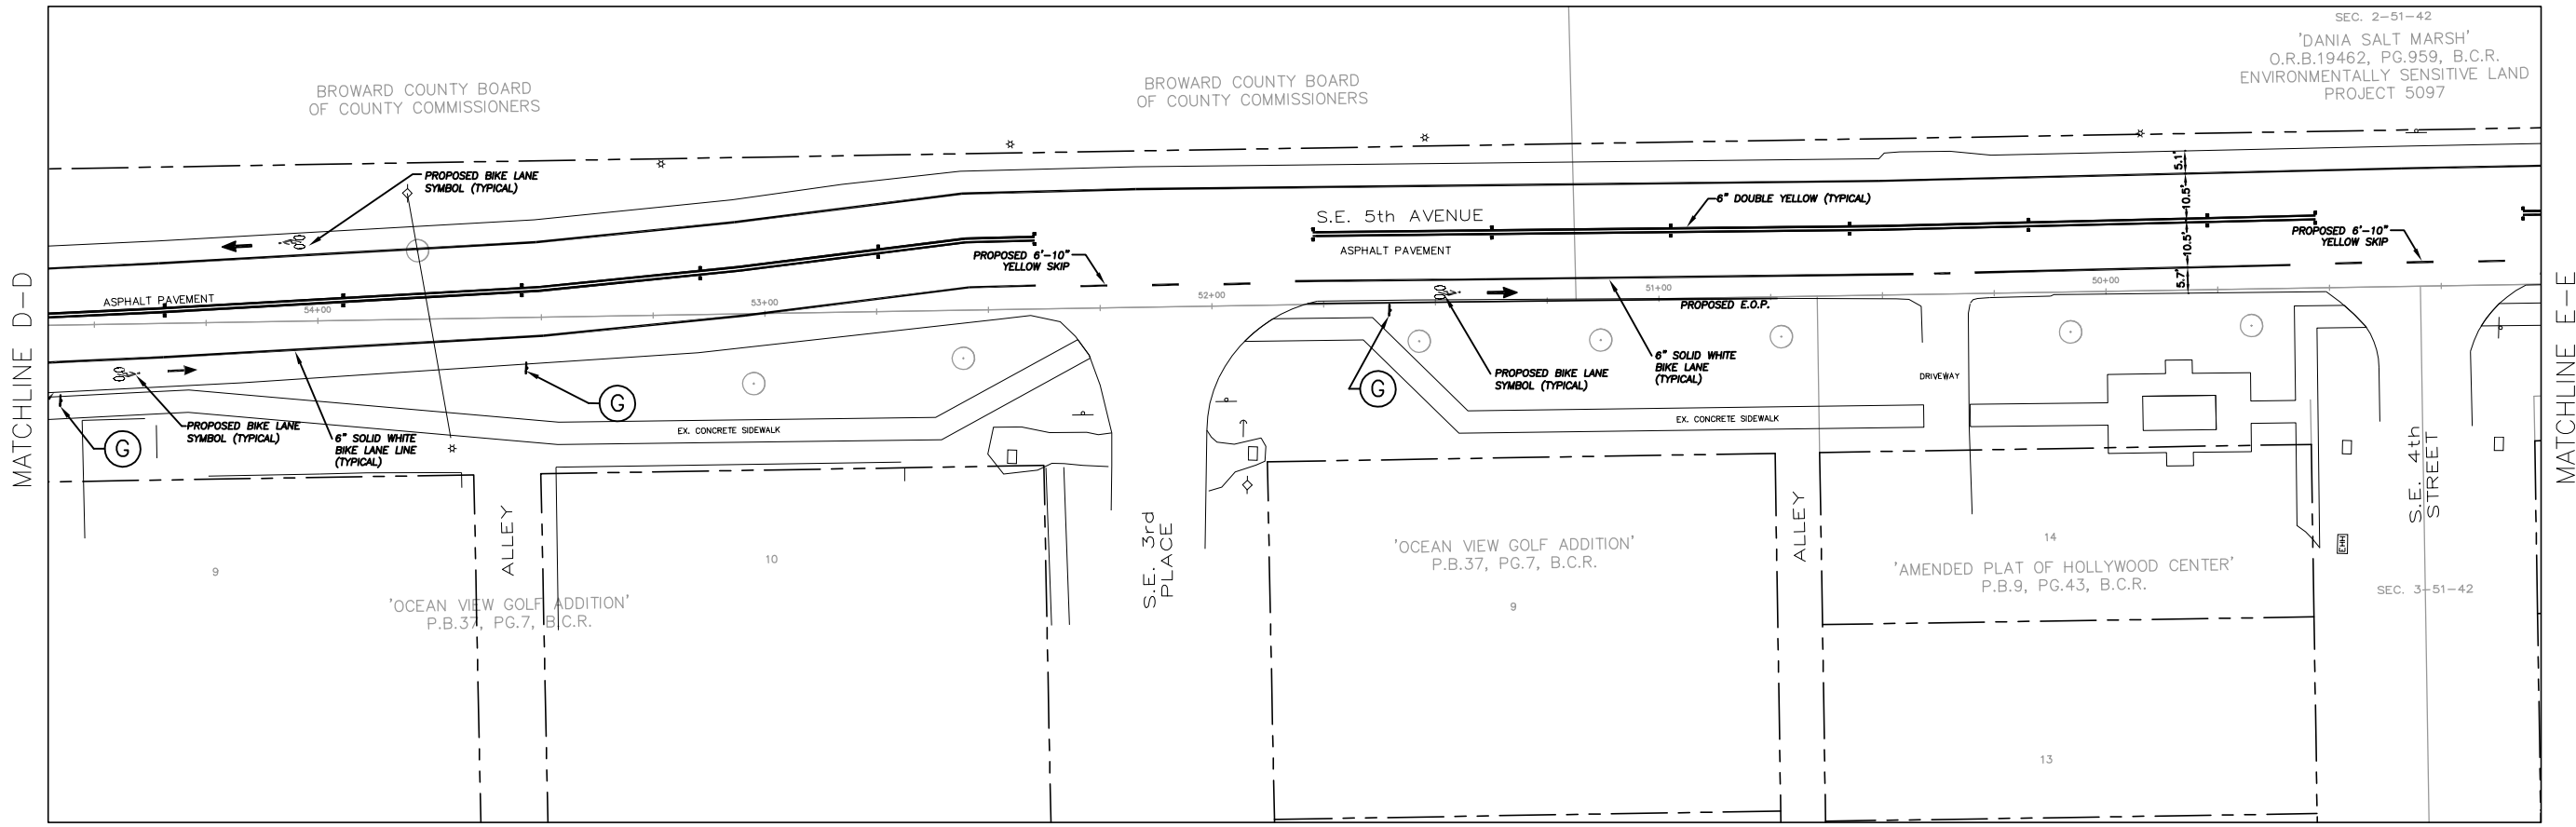 SEC. 2-51-42
'DANIA SALT MARSH'
O.R.B.19462, PG.959, B.C.R.
ENVIRONMENTALLY SENSITIVE LAND
PROJECT 5097
BROWARD COUNTY BOARD
OF COUNTY COMMISSIONERS
BROWARD COUNTY BOARD
OF COUNTY COMMISSIONERS
PROPOSED BIKE LANE
SYMBOL (TYPICAL)
5.1'
10.5'
10.5'
5.7'
6" DOUBLE YELLOW (TYPICAL)
S.E. 5th AVENUE
ASPHALT PAVEMENT
PROPOSED 6'-10"
YELLOW SKIP
PROPOSED 6'-10"
YELLOW SKIP
ASPHALT PAVEMENT
54+00
53+00
52+00
51+00
50+00
PROPOSED E.O.P.
MATCHLINE D-D
MATCHLINE E-E
PROPOSED BIKE LANE
SYMBOL (TYPICAL)
6" SOLID WHITE
BIKE LANE
(TYPICAL)
DRIVEWAY
G
G
G
PROPOSED BIKE LANE
SYMBOL (TYPICAL)
6" SOLID WHITE
BIKE LANE LINE
(TYPICAL)
EX. CONCRETE SIDEWALK
EX. CONCRETE SIDEWALK
ALLEY
S.E. 3rd
PLACE
ALLEY
S.E. 4th
STREET
EHH
9
10
'OCEAN VIEW GOLF ADDITION'
P.B.37, PG.7, B.C.R.
'OCEAN VIEW GOLF ADDITION'
P.B.37, PG.7, B.C.R.
9
14
'AMENDED PLAT OF HOLLYWOOD CENTER'
P.B.9, PG.43, B.C.R.
SEC. 3-51-42
13